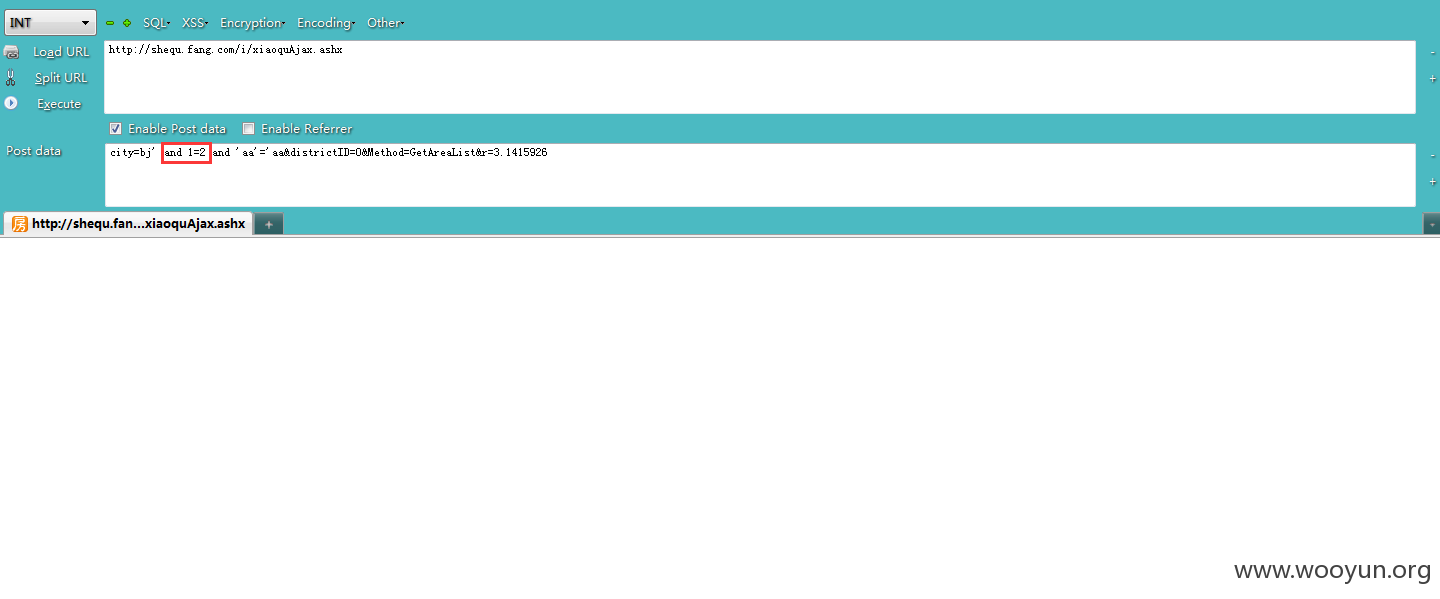 INT SQL XSS Encryption Encoding Other
Load URL http://shequ.fang.com/i/xiaoquAjax.ashx
Split URL
Execute
Enable Post data Enable Referrer
Post data city=bj' and 1=2 and 'aa'='aa&districtID=0&Method=GetAreaList&r=3.1415926
房 http://shequ.fan...xiaoquAjax.ashx
www.wooyun.org